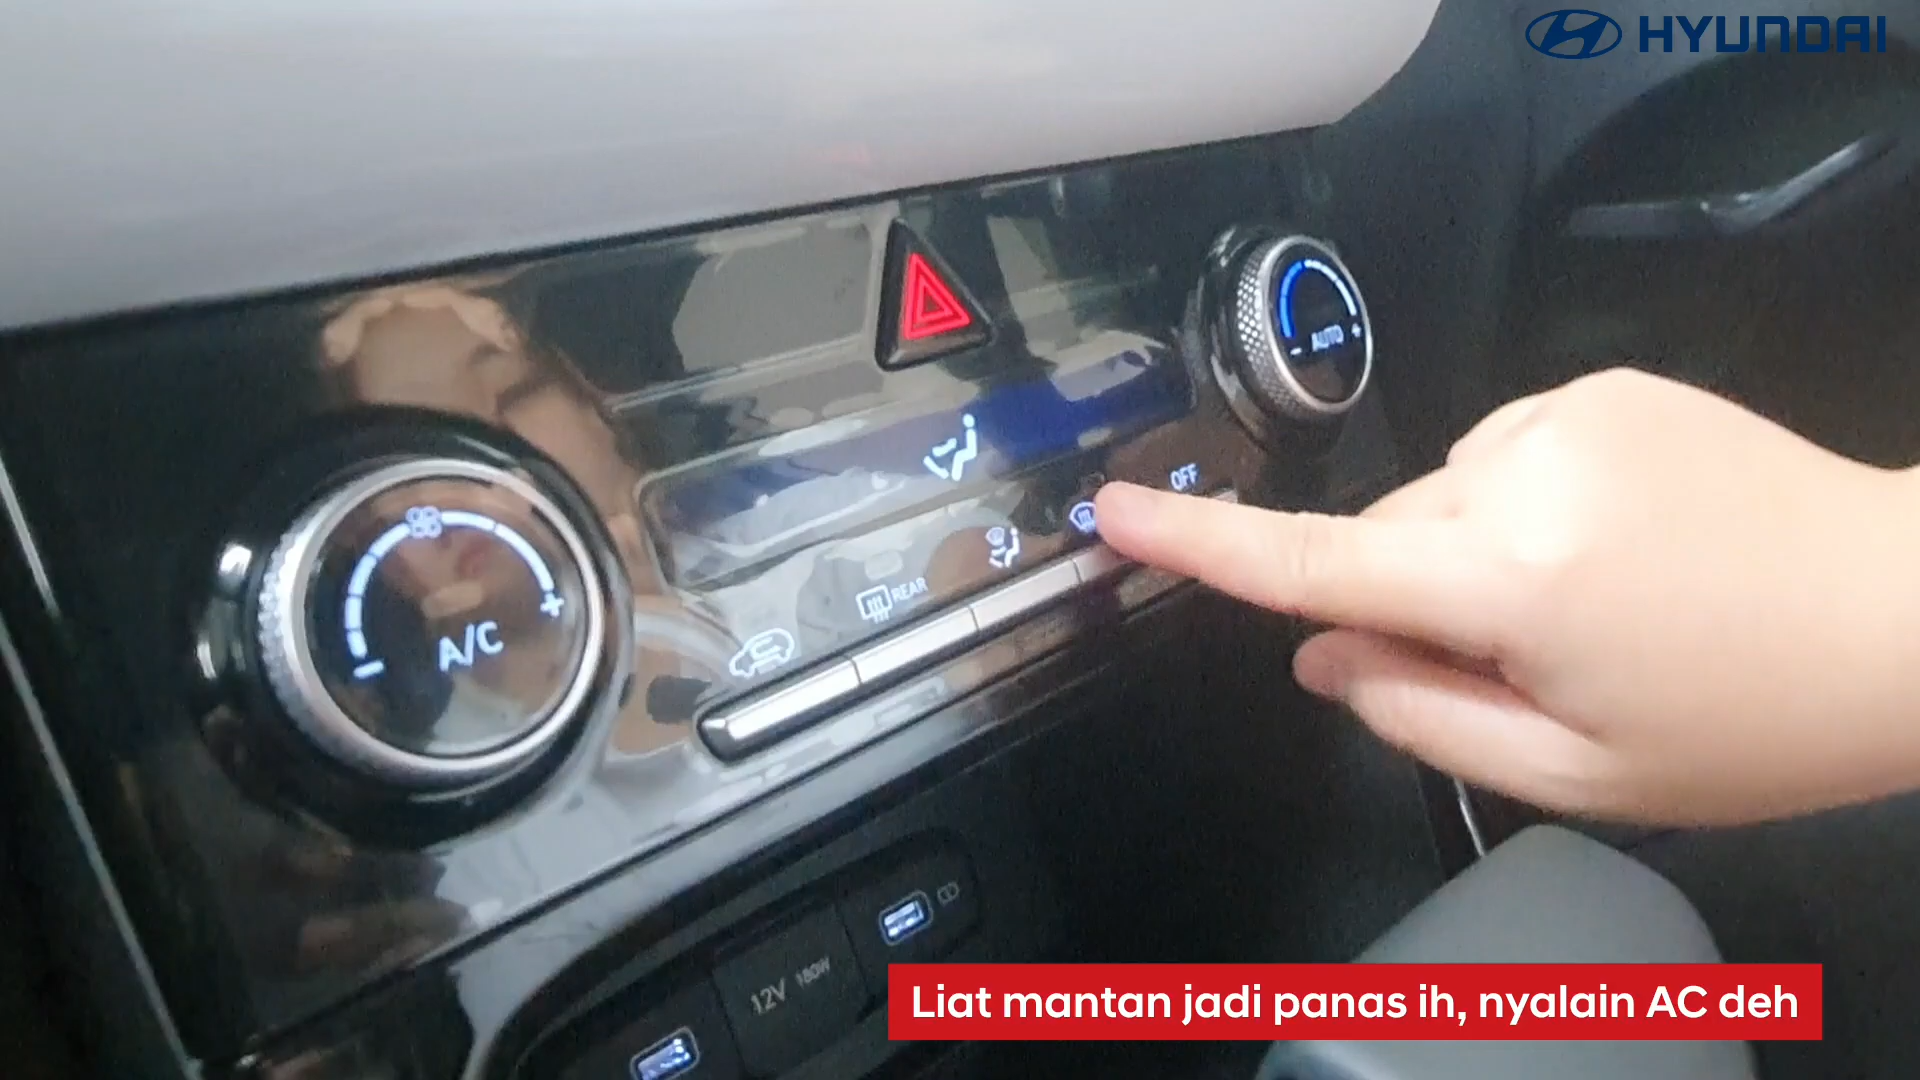 HYUNDAI
AUTO
OFF
REAR
A/C
12V 180W
Liat mantan jadi panas ih, nyalain AC deh